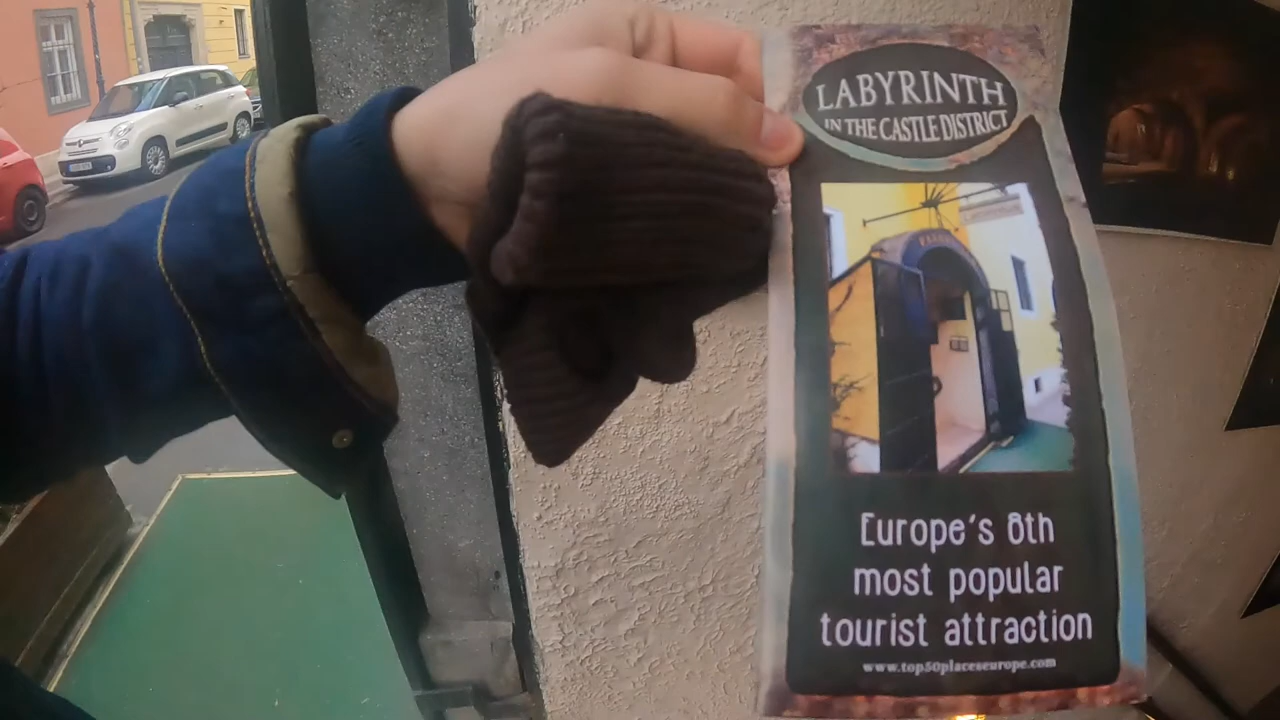 LABYRINTH
IN THE CASTLE DISTRICT
Europe's 8th
most popular
tourist attraction
www.top50placeseurope.com